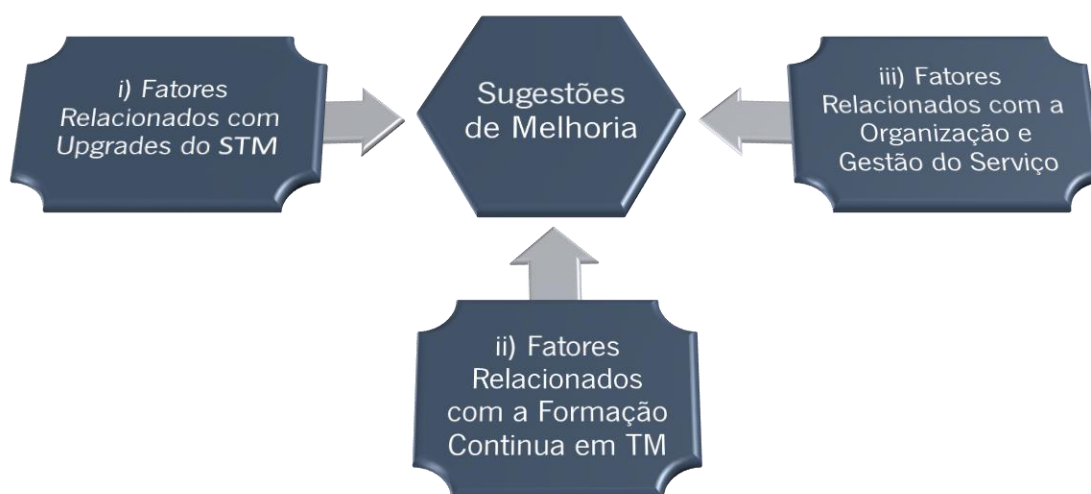 i) Fatores
Relacionados com
Upgrades do STM
Sugestões
de Melhoria
iii) Fatores
Relacionados com a
Organização e
Gestão do Serviço
ii) Fatores
Relacionados
com a Formação
Continua em TM